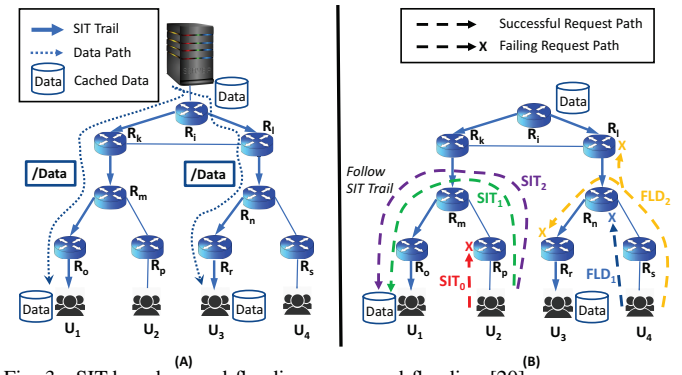 SIT Trail
Data Path
Data
Cached Data
Data
R_i
R_k
R_l
/Data
/Data
R_m
R_n
R_o
R_p
R_r
R_s
Data
Data
U_1
U_2
U_3
U_4
(A)
Successful Request Path
X
Failing Request Path
Data
R_k
R_i
R_l
X
Follow
SIT Trail
SIT_2
SIT_1
R_m
R_n
FLD_2
X
X
X
R_o
R_p
R_r
R_s
SIT_0
FLD_1
Data
Data
U_1
U_2
U_3
U_4
(B)